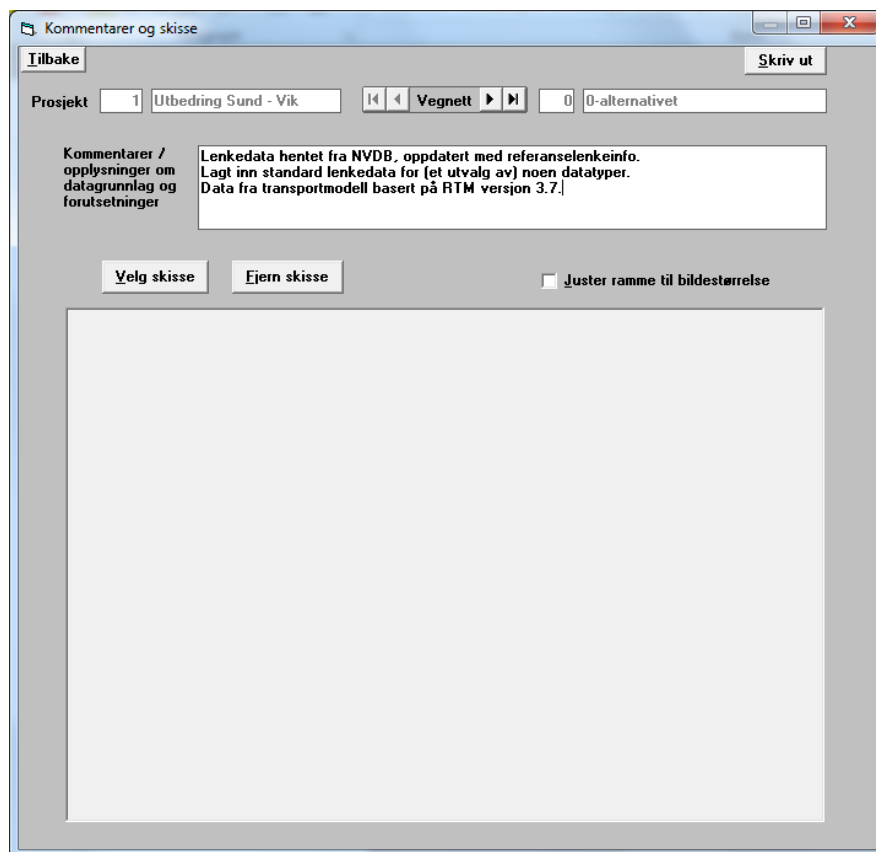 Kommentarer og skisse
Tilbake
Skriv ut
Prosjekt 1 Utbedring Sund - Vik Vegnett 0 0-alternativet
Kommentarer /
opplysninger om
datagrunnlag og
forutsetninger
Lenkedata hentet fra NVDB, oppdatert med referanselenkeinfo.
Lagt inn standard lenkedata for (et utvalg av) noen datatyper.
Data fra transportmodell basert på RTM versjon 3.7.
Velg skisse Fjern skisse Juster ramme til bildestørrelse